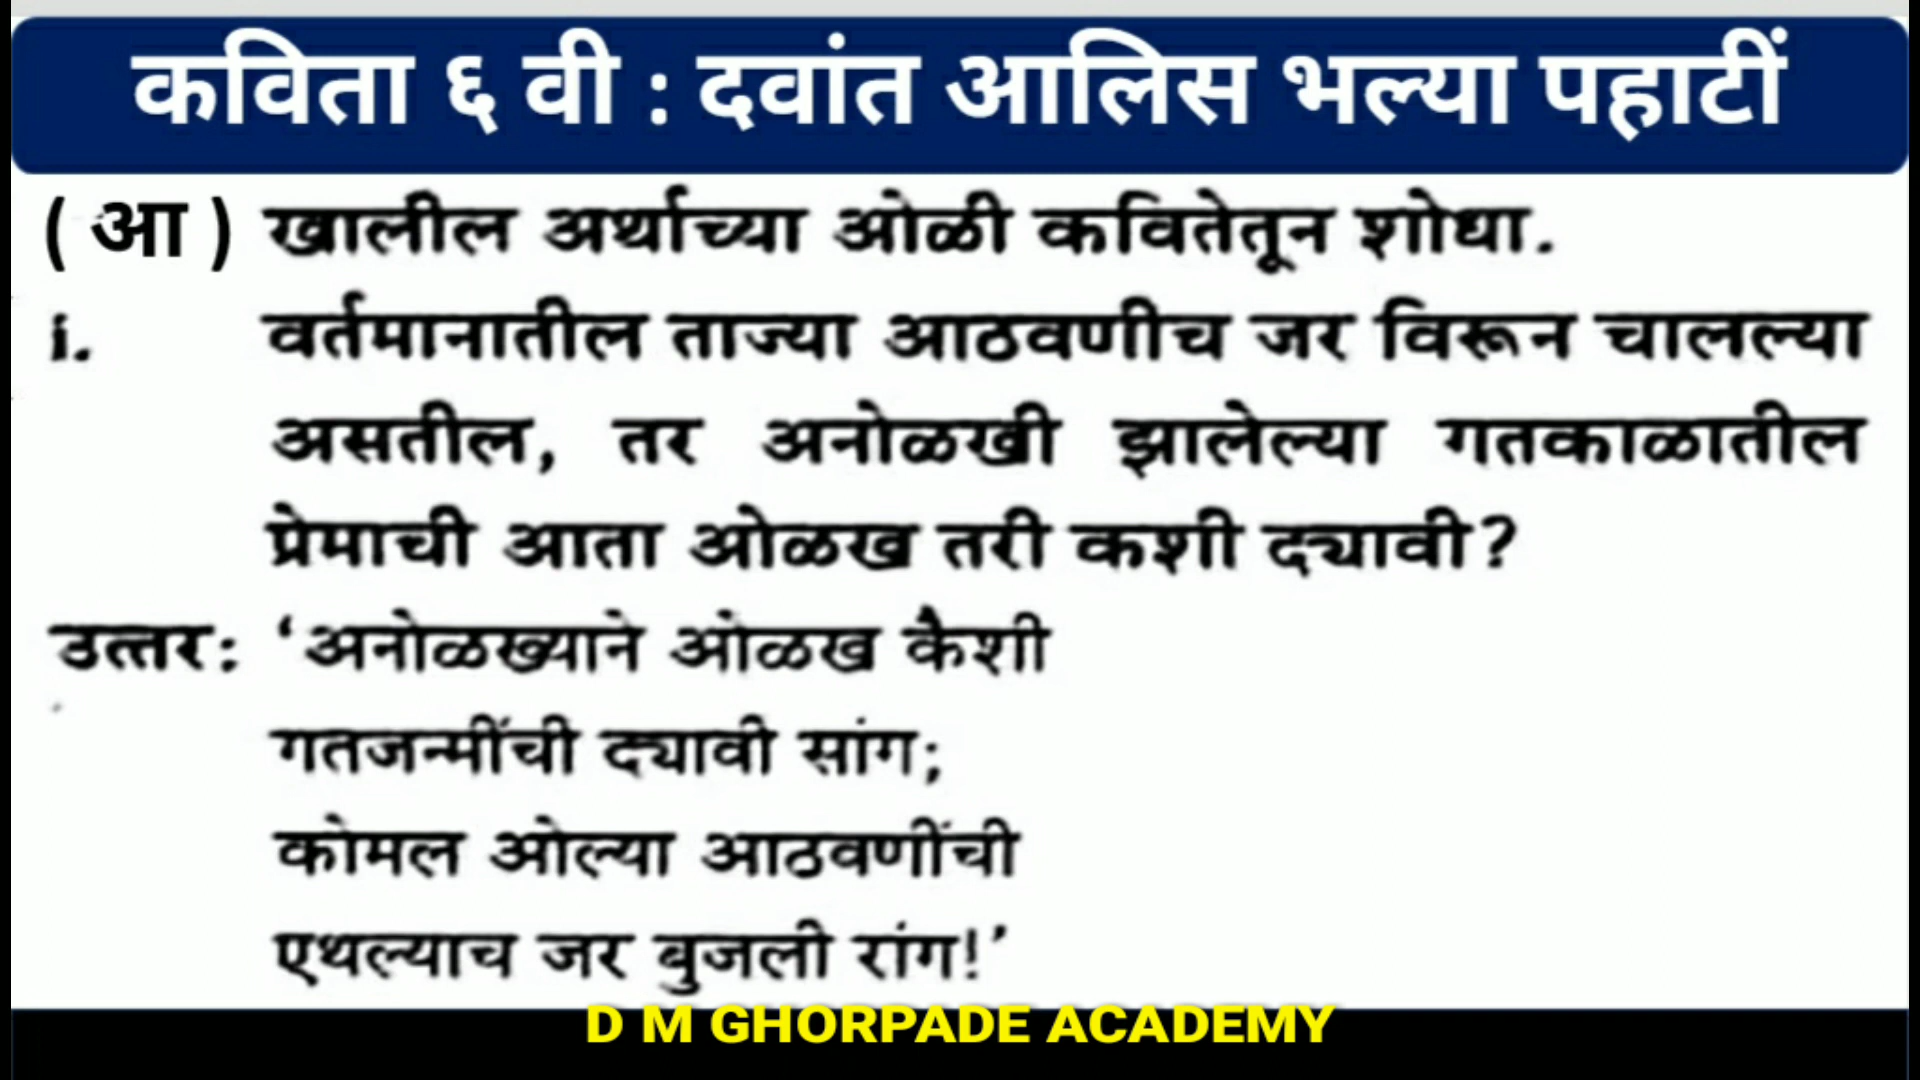 कविता ६ वी : दवांत आलिस भल्या पहाटीं
( आ ) खालील अर्थाच्या ओळी कवितेतून शोधा.
i. वर्तमानातील ताज्या आठवणीच जर विरून चालल्या
असतील, तर अनोळखी झालेल्या गतकाळातील
प्रेमाची आता ओळख तरी कशी द्यावी?
उत्तर: ‘अनोळख्याने ओळख कैशी
गतजन्मींची द्यावी सांग;
कोमल ओल्या आठवणींची
एथल्याच जर बुजली रांग!’
D M GHORPADE ACADEMY